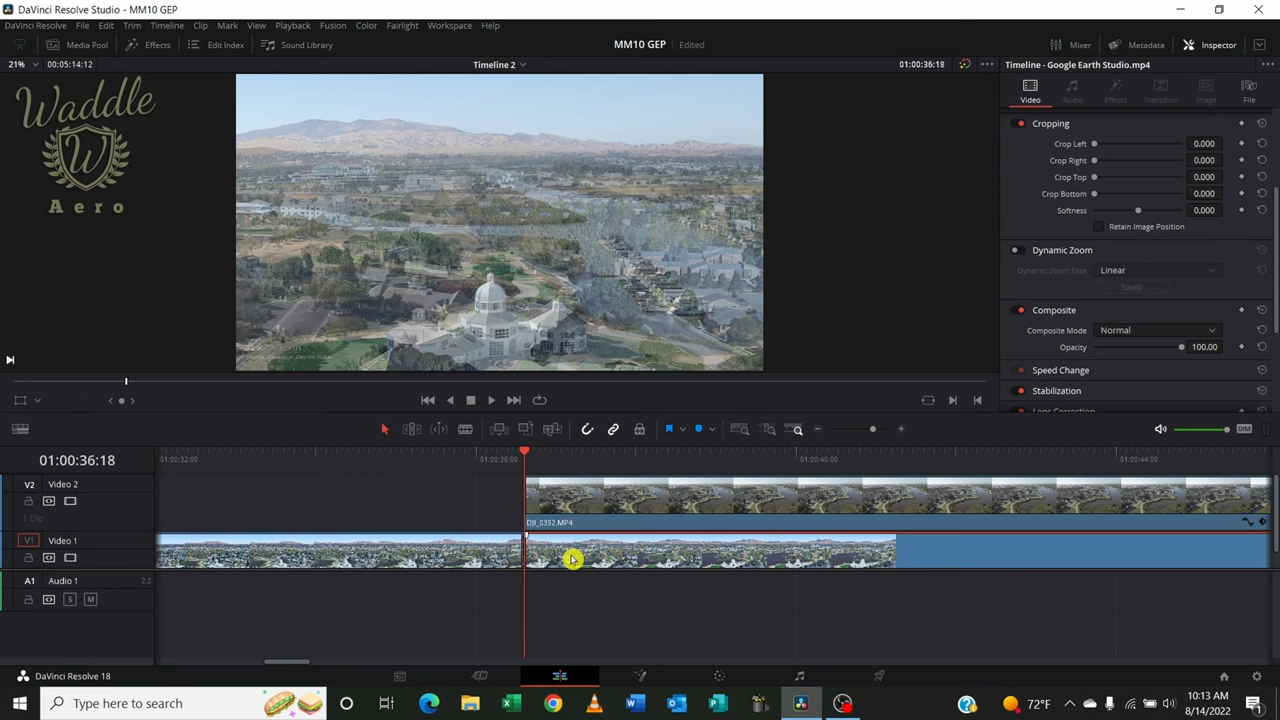 DaVinci Resolve Studio - MM10 GEP
DaVinci Resolve File Edit Trim Timeline Clip Mark View Playback Fusion Color Fairlight Workspace Help
Media Pool Effects Edit Index Sound Library MM10 GEP Edited Mixer Metadata Inspector
21% 00:05:14:12 Timeline 2 01:00:36:18 Timeline - Google Earth Studio.mp4
Waddle
W
Aero
Video Audio Effects Transition Image File
Cropping
Crop Left 0.000
Crop Right 0.000
Crop Top 0.000
Crop Bottom 0.000
Softness 0.000
Retain Image Position
Dynamic Zoom
Dynamic Zoom Ease Linear
Swap
Composite
Composite Mode Normal
Opacity 100.00
Speed Change
Stabilization
Lens Correction
DIM
01:00:36:18 01:00:32:00 01:00:36:00 01:00:40:00 01:00:44:00
V2 Video 2
1 Clip
DJI_0392.MP4
V1 Video 1
A1 Audio 1 2.0
S M
DaVinci Resolve 18
Type here to search
72°F
10:13 AM
8/14/2022